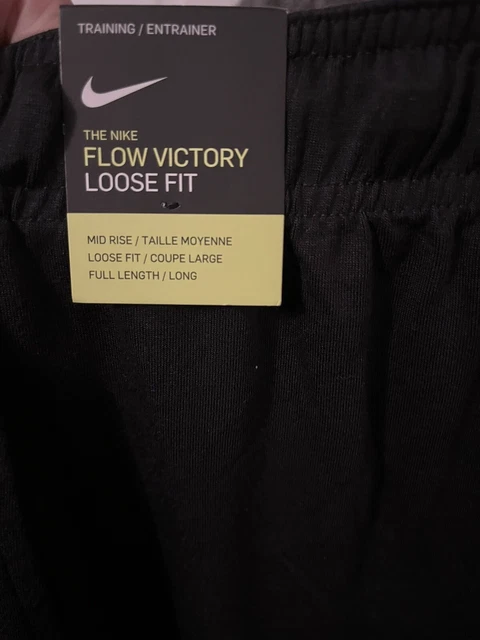 TRAINING / ENTRAINER
THE NIKE
FLOW VICTORY
LOOSE FIT
MID RISE / TAILLE MOYENNE
LOOSE FIT / COUPE LARGE
FULL LENGTH / LONG